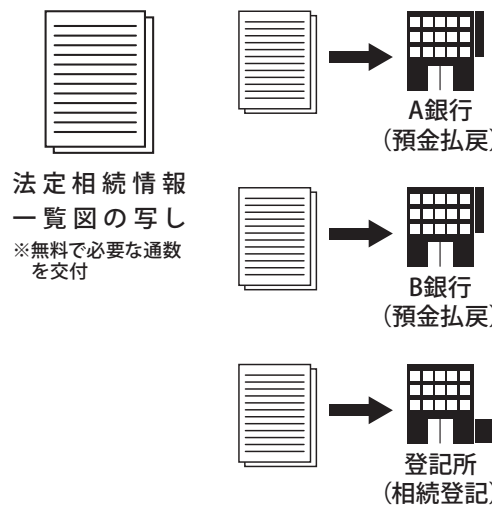 法定相続情報
一覧図の写し
※無料で必要な通数
を交付
A銀行
(預金払戻)
B銀行
(預金払戻)
登記所
(相続登記)